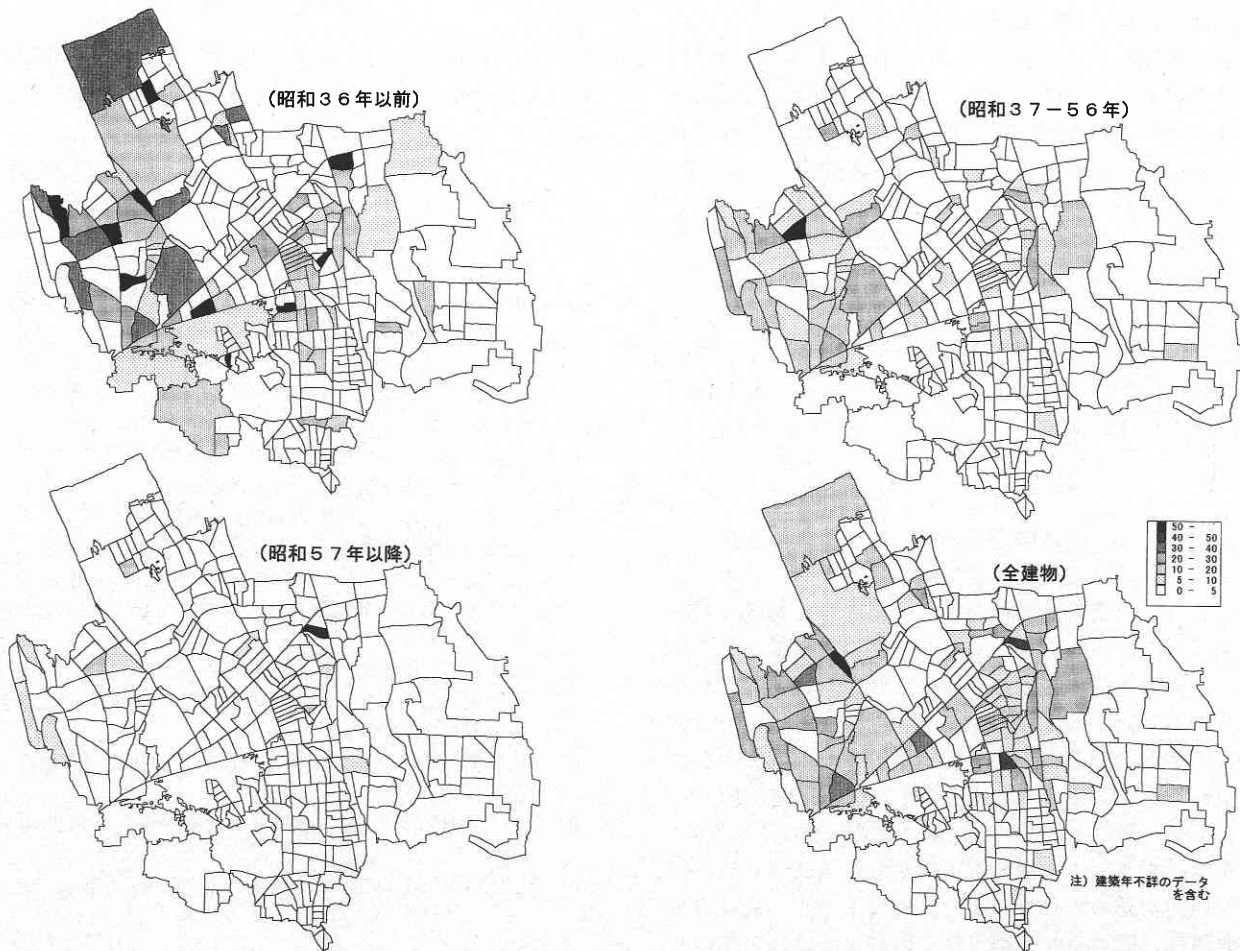 (昭和36年以前)
(昭和37-56年)
(昭和57年以降)
(全建物)
50 -
40 - 50
30 - 40
20 - 30
10 - 20
5 - 10
0 - 5
注) 建築年不詳のデータ
を含む